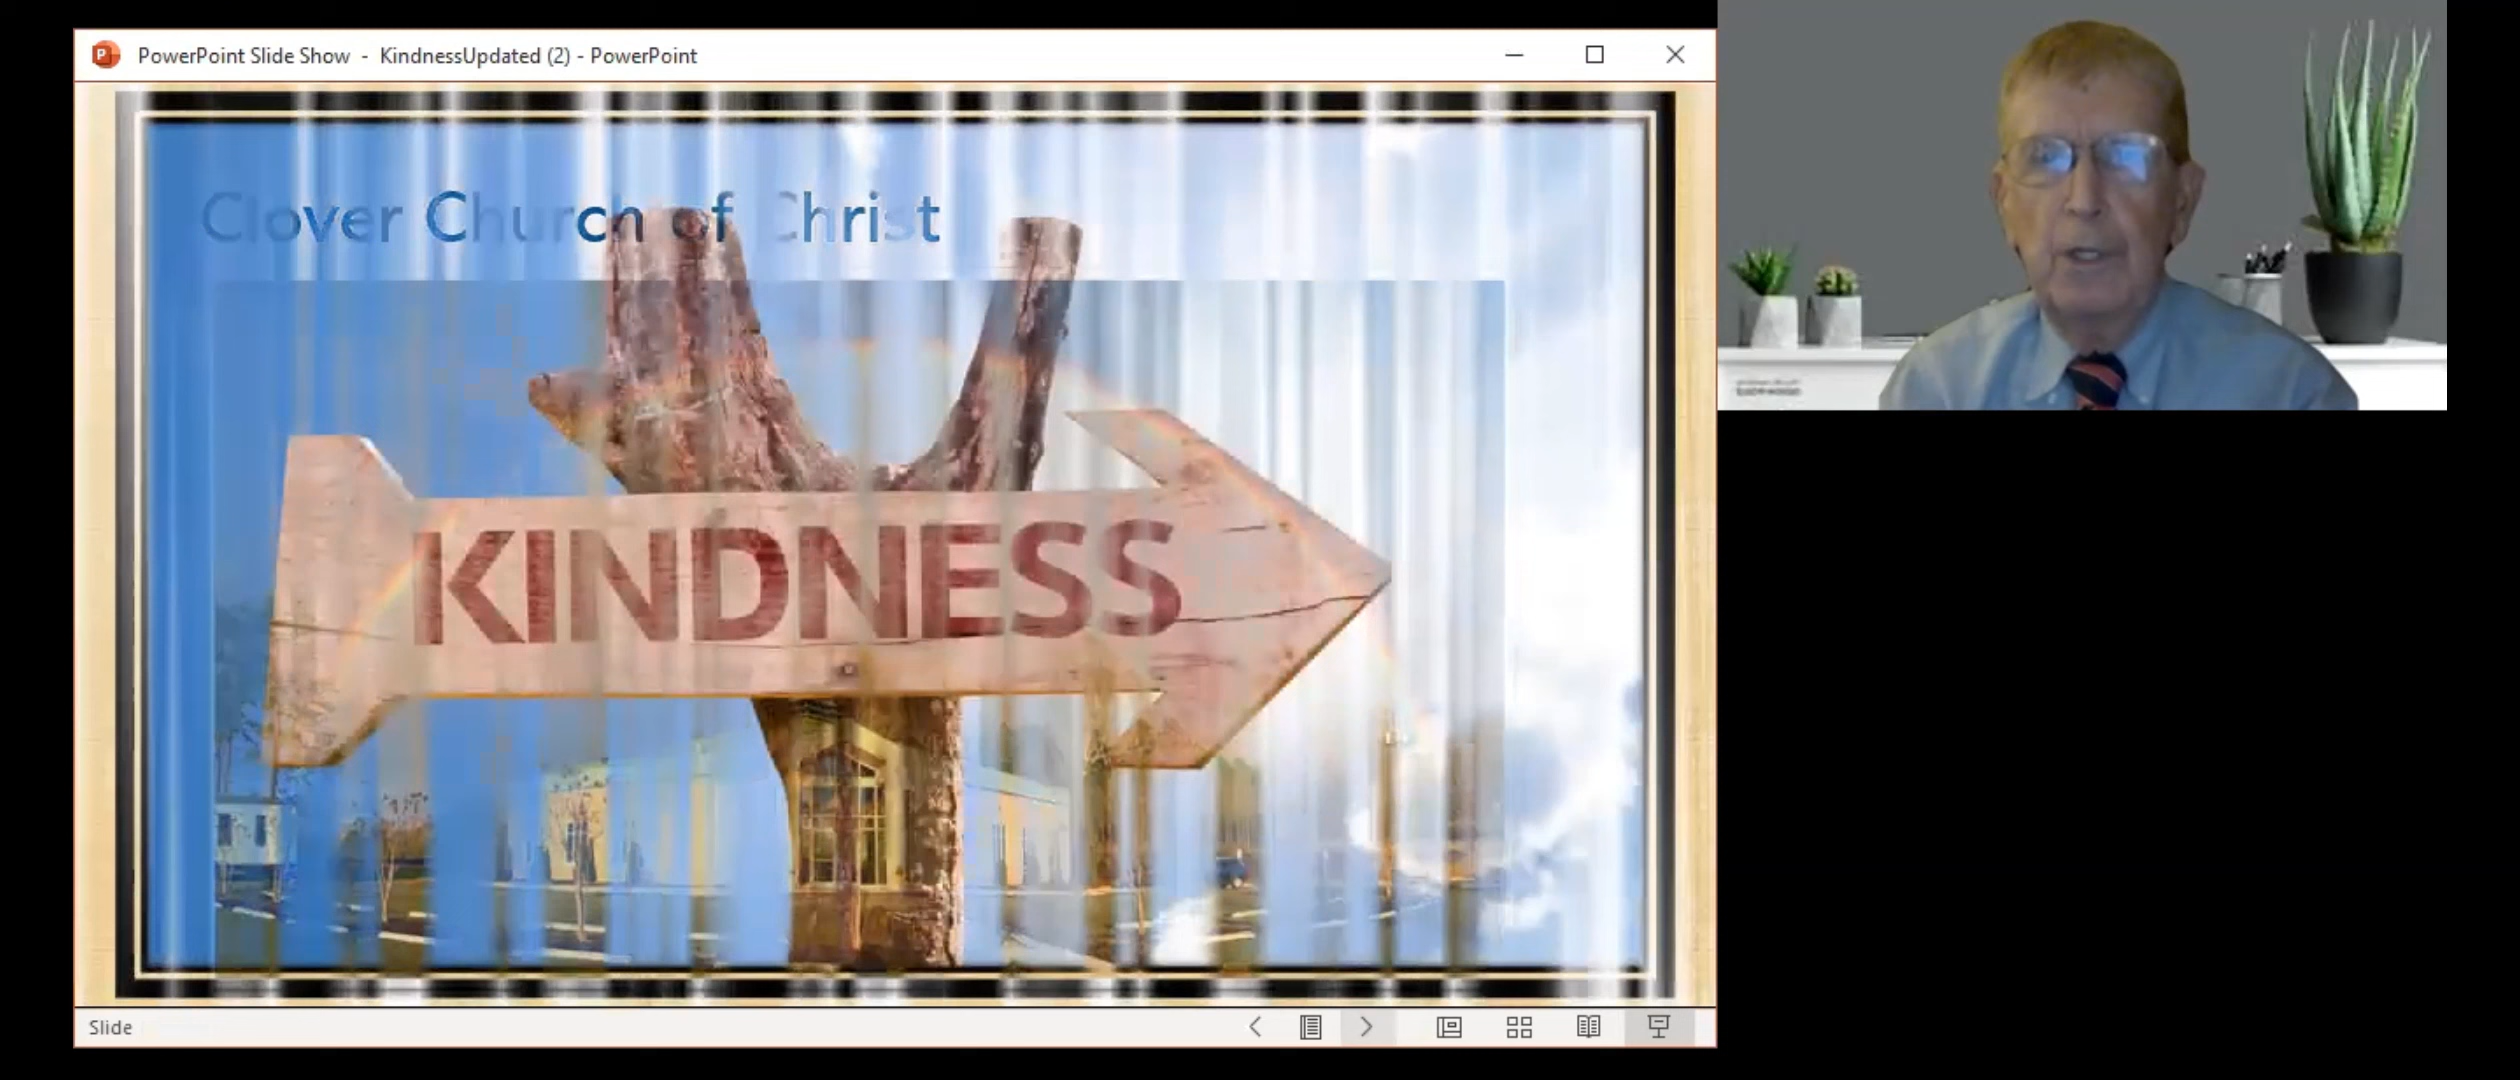 PowerPoint Slide Show - KindnessUpdated (2) - PowerPoint
Clover Church of Christ
KINDNESS
Slide